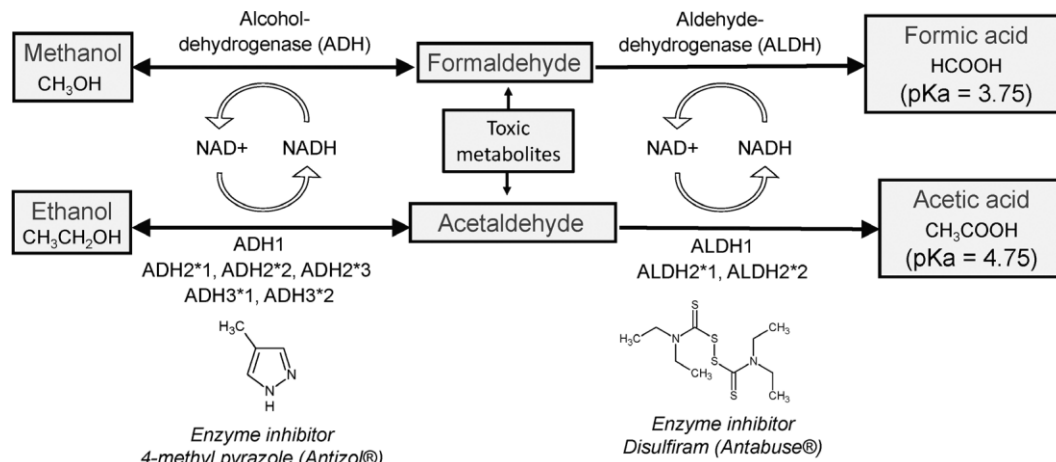 Alcohol-
dehydrogenase (ADH)
Aldehyde-
dehydrogenase (ALDH)
Methanol
CH₃OH
Formaldehyde
Formic acid
HCOOH
(pKa = 3.75)
NAD+ NADH
Toxic
metabolites
NAD+ NADH
Ethanol
CH₃CH₂OH
Acetaldehyde
Acetic acid
CH₃COOH
(pKa = 4.75)
ADH1
ADH2*1, ADH2*2, ADH2*3
ADH3*1, ADH3*2
ALDH1
ALDH2*1, ALDH2*2
H₃C
N
N
H
S
CH₃
H₃C
N
S
CH₃
S
N
S
CH₃
CH₃
Enzyme inhibitor
4-methyl pyrazole (Antizol®)
Enzyme inhibitor
Disulfiram (Antabuse®)